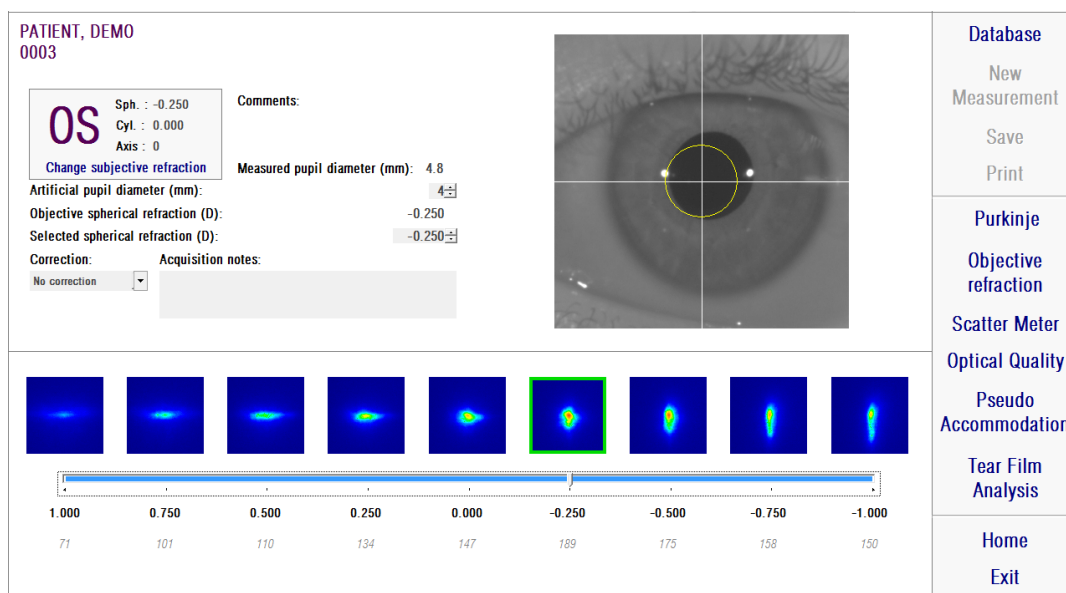 PATIENT, DEMO
0003
OS
Sph. : -0.250
Cyl. : 0.000
Axis : 0
Change subjective refraction
Comments:
Measured pupil diameter (mm): 4.8
Artificial pupil diameter (mm): 4
Objective spherical refraction (D): -0.250
Selected spherical refraction (D): -0.250
Correction:
Acquisition notes:
No correction
1.000 0.750 0.500 0.250 0.000 -0.250 -0.500 -0.750 -1.000
71 101 110 134 147 189 175 158 150
Database
New
Measurement
Save
Print
Purkinje
Objective
refraction
Scatter Meter
Optical Quality
Pseudo
Accommodation
Tear Film
Analysis
Home
Exit